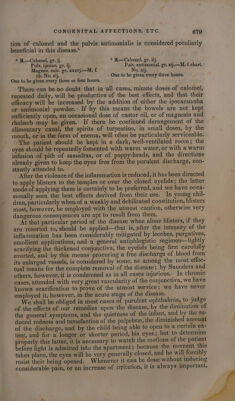 CONGENITAL AFFECTIONS, ETC. 679
tion of calomel and the pulvis antimonialis is considered peculiarly
beneficial in this disease.*
There can be no doubt that in all cases, minute doses of calomel,
repeated daily, will be productive of the best effects, and that their
efficacy will be increased by the addition of either the ipecacuanha
or antimonial powder. If by this means the bowels are not kept
sufficiently open, an occasional dose of castor oil, or of magnesia and
rhubarb may be given. If there be continued derangement of the
alimentary canal, the spirits of turpentine, in small doses, by the
mouth, or in the form of enema, will often be particularly serviceable.
The patient should be kept in a dark, well-ventilated room; the
eyes should be repeatedly fomented with warm water, or with a warm
infusion of pith of sassafras, or of poppy-heads, and the directions
already given to keep the eyes free from the purulent discharge, con-
stantly attended to.
After the violence of the inflammation is reduced, it has been directed
to apply blisters to the temples or over the closed eyelids; the latter
mode of applying them is certainly to be preferred, and we have occa-
sionally seen the best effects derived from their use. In young chil-
dren, particularly when of a weakly and debilitated constitution, blisters
must, however, be employed with the utmost caution, otherwise very
dangerous consequences are apt to result from them.
At that particular period of the disease when alone blisters, if they
are resorted to, should be applied—that is, after the intensity of the
inflammation has been considerably mitigated by leeches, purgatives,
emollient applications, and a general antiphlogistic regimen—lightly
scarifying the thickened conjunctiva, the eyelids being first carefully
everted, and by this means procuring a free discharge of blood from
its enlarged vessels, is considered by some, as among the most effec-
tual means for the complete removal of the disease; by Saunders and
others, however, it is condemned as in all cases injurious. In chronic
cases, attended with very great vascularity of the conjunctiva, we have
known scarification to prove of the utmost service: we have never
employed it, however, in the acute stage of the disease.
We shall be obliged in most cases of purulent ophthalmia, to judge
of the effects of our remedies upon the disease, by the diminution of
the general symptoms, and the quietness of the infant, and by the re-
duced redness and tumefaction of the palpebræ, the diminished amount
of the discharge, and by the child being able to open to a certain ex-
tent, and for a longer or shorter period, his eyes; but to determine
properly this latter, it is necessary to watch the motions of the patient
before light is admitted into the apartment; because the moment this
takes place, the eyes will be very generally closed, and he will forcibly
resist their being opened. Whenever it can be done without inducing
considerable pain, or an increase of irritation, it is always important,